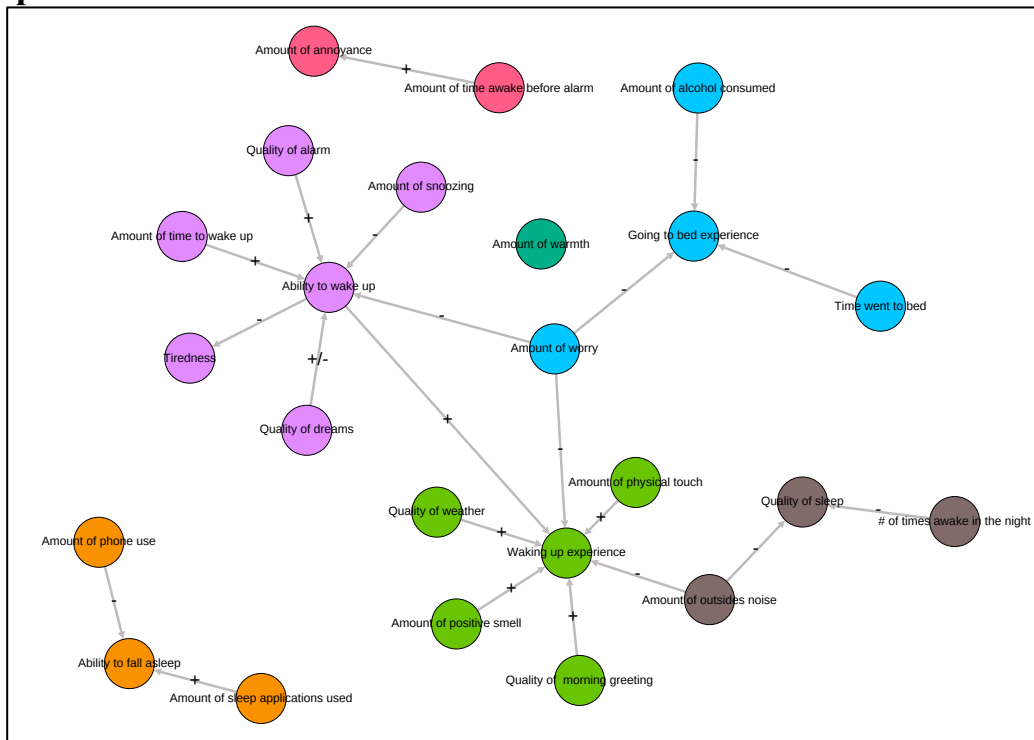 Amount of annoyance
+
Amount of time awake before alarm
Amount of alcohol consumed
Quality of alarm
-
Amount of snoozing
+
Amount of time to wake up
-
Amount of warmth
Going to bed experience
+
-
Ability to wake up
-
Time went to bed
-
-
Amount of worry
Tiredness
+/-
+
Quality of dreams
-
Amount of physical touch
Quality of weather
Quality of sleep
+
-
# of times awake in the night
+
Amount of phone use
Waking up experience
-
-
+
Amount of outsides noise
-
Amount of positive smell
+
Ability to fall asleep
+
Quality of morning greeting
Amount of sleep applications used